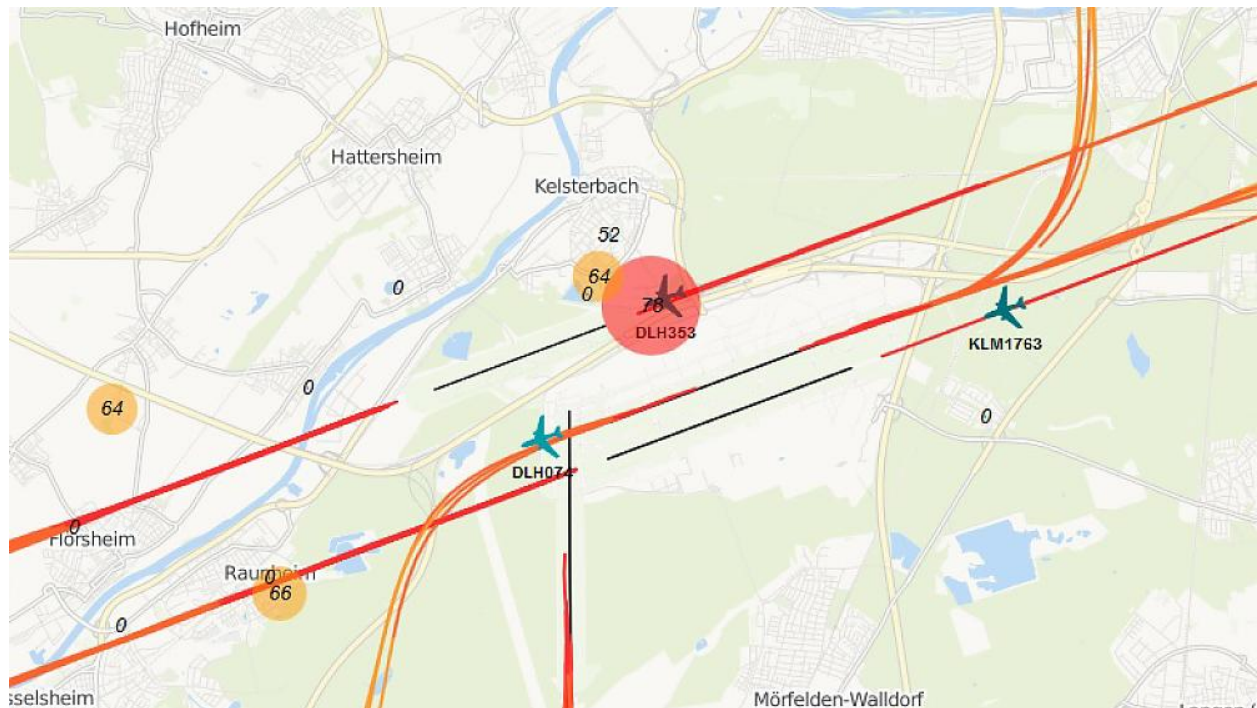 Hofheim
Hattersheim
Kelsterbach
52
64
0
0
78
DLH353
KLM1763
0
64
0
DLH074
0
Flörsheim
Raunheim
0
66
0
sselsheim
Mörfelden-Walldorf